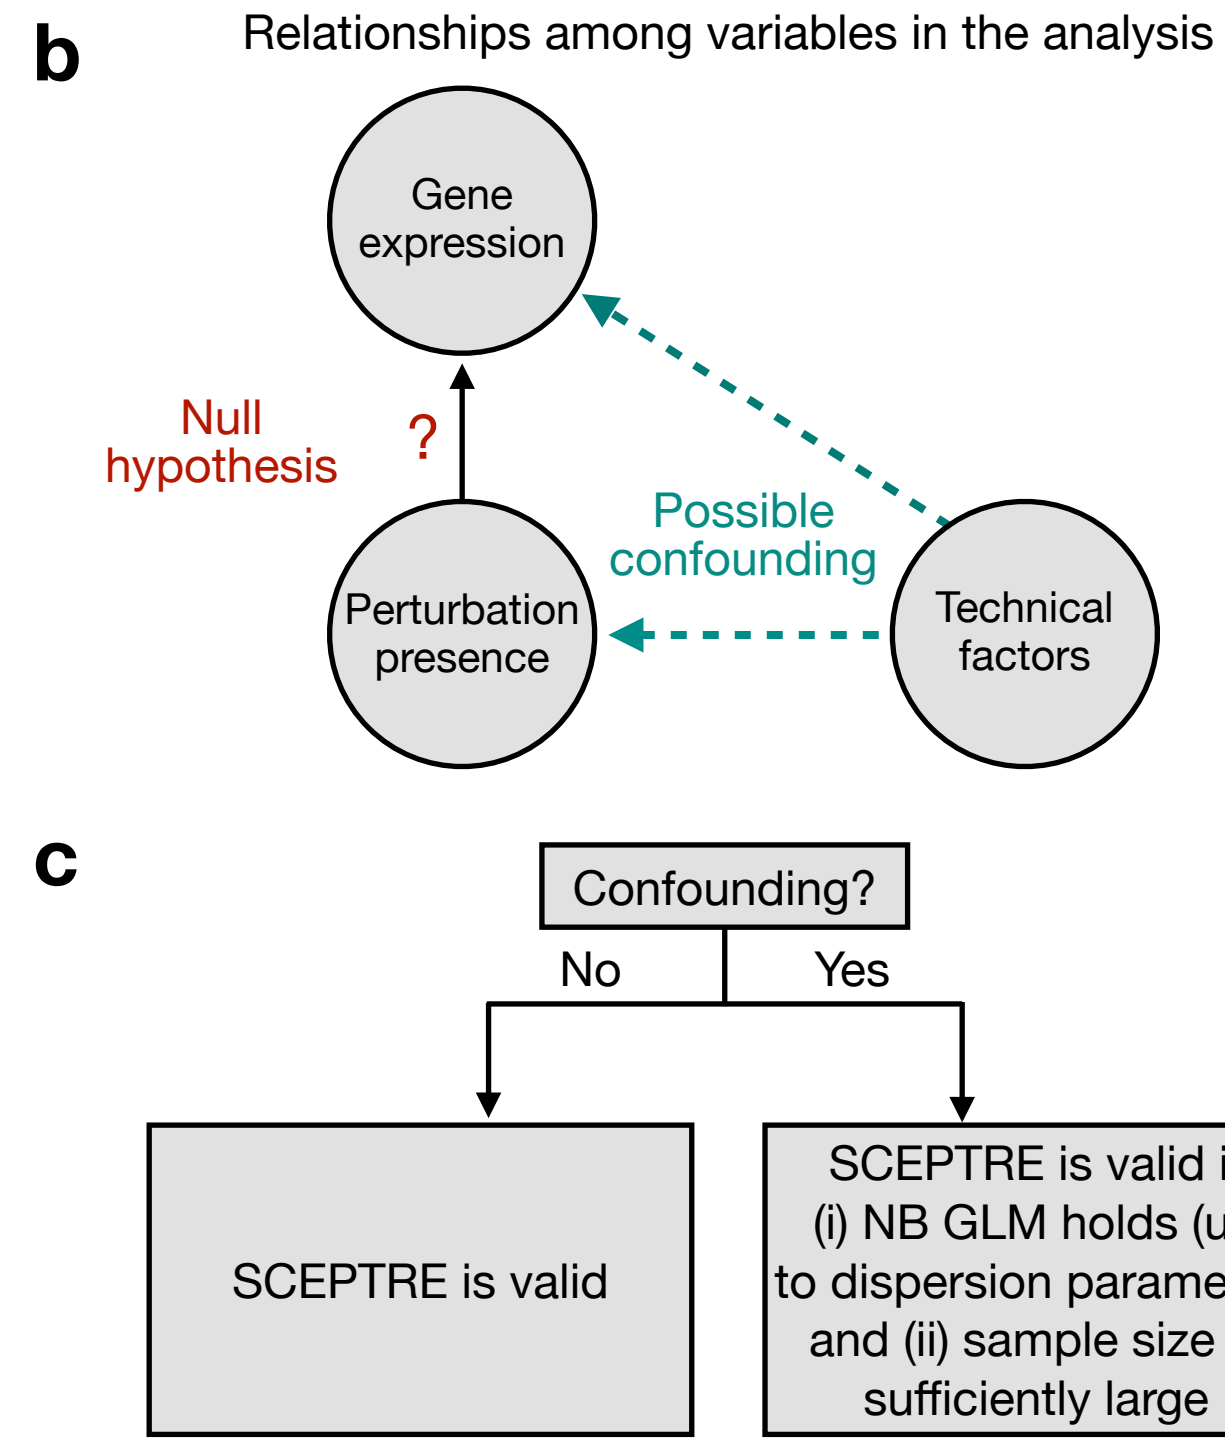 b
Relationships among variables in the analysis
Gene
expression
Null
hypothesis
?
Possible
confounding
Perturbation
presence
Technical
factors
c
Confounding?
No
Yes
SCEPTRE is valid
SCEPTRE is valid
(i) NB GLM holds
to dispersion
and (ii) sample size
sufficiently large